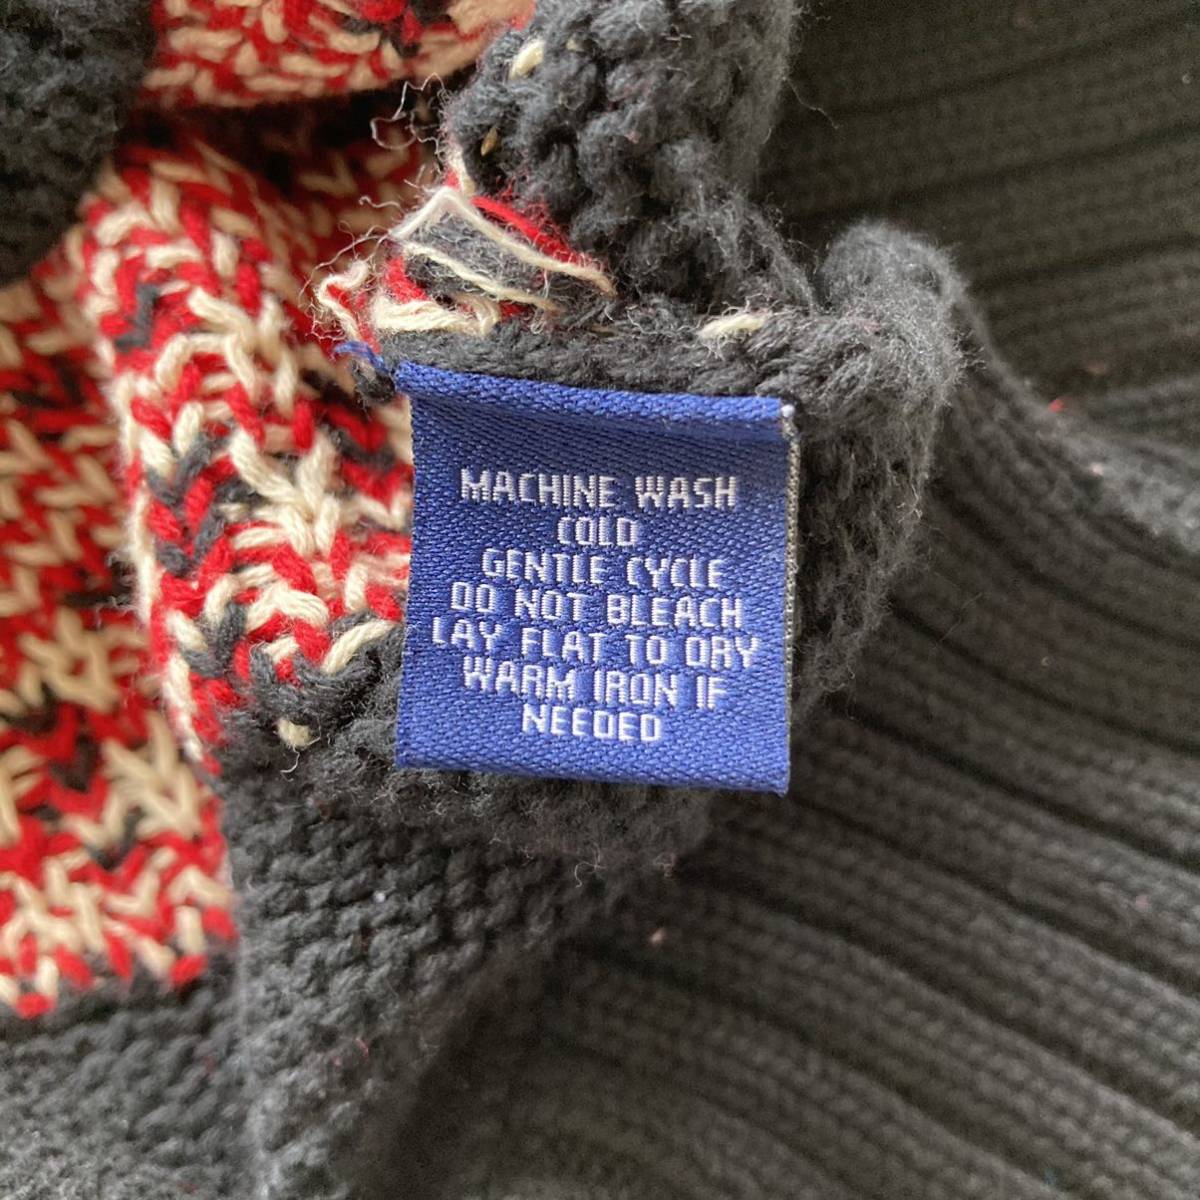 MACHINE WASH
COLD
GENTLE CYCLE
DO NOT BLEACH
LAY FLAT TO DRY
WARM IRON IF
NEEDED